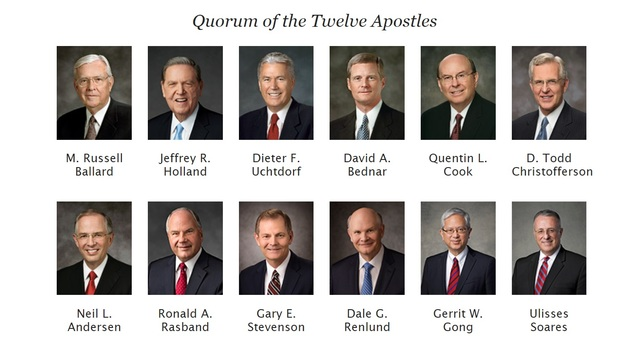 Quorum of the Twelve Apostles
M. Russell
Ballard
Jeffrey R.
Holland
Dieter F.
Uchtdorf
David A.
Bednar
Quentin L.
Cook
D. Todd
Christofferson
Neil L.
Andersen
Ronald A.
Rasband
Gary E.
Stevenson
Dale G.
Renlund
Gerrit W.
Gong
Ulisses
Soares